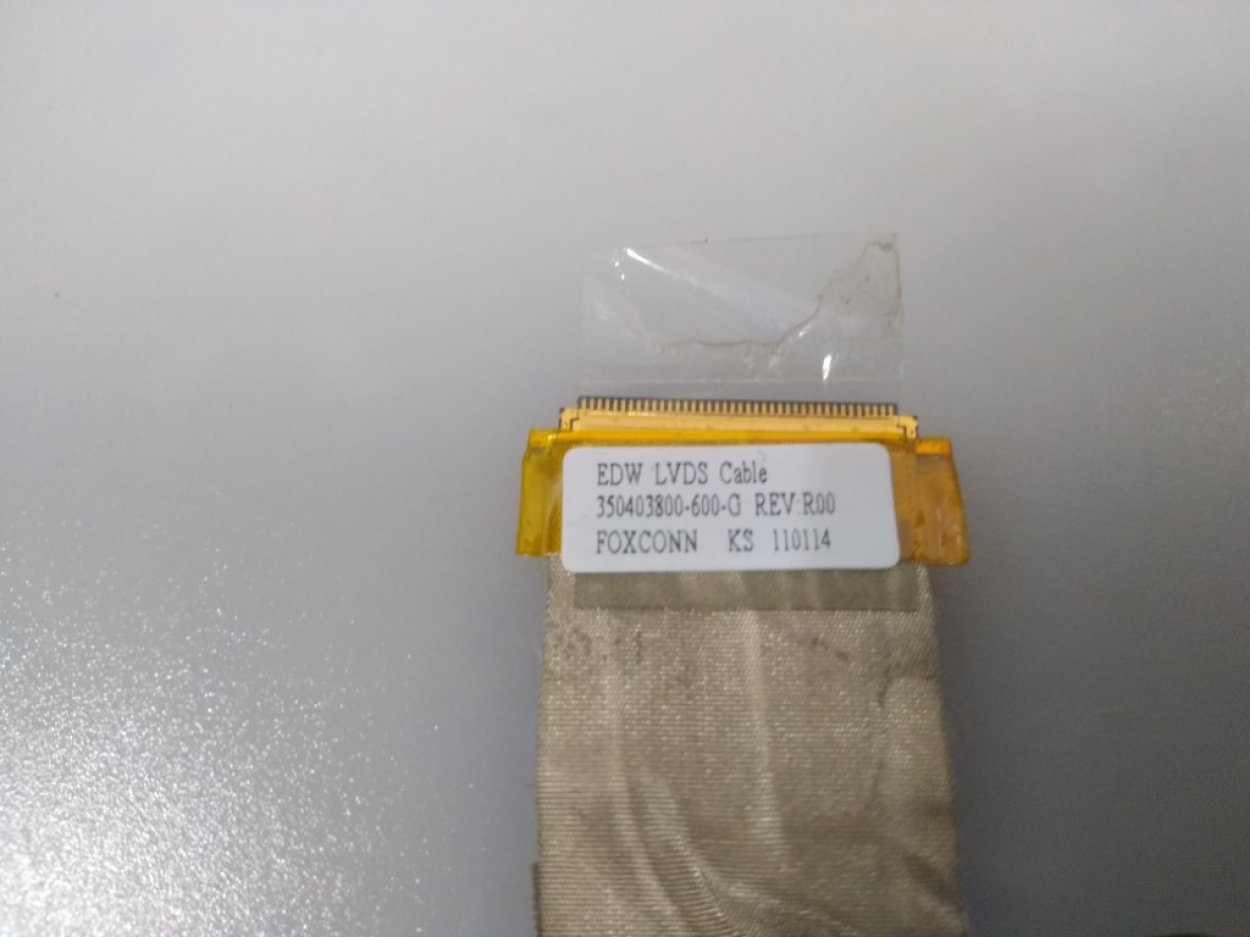 EDW LVDS Cable
350403800-600-G REV:R00
FOXCONN KS 110114